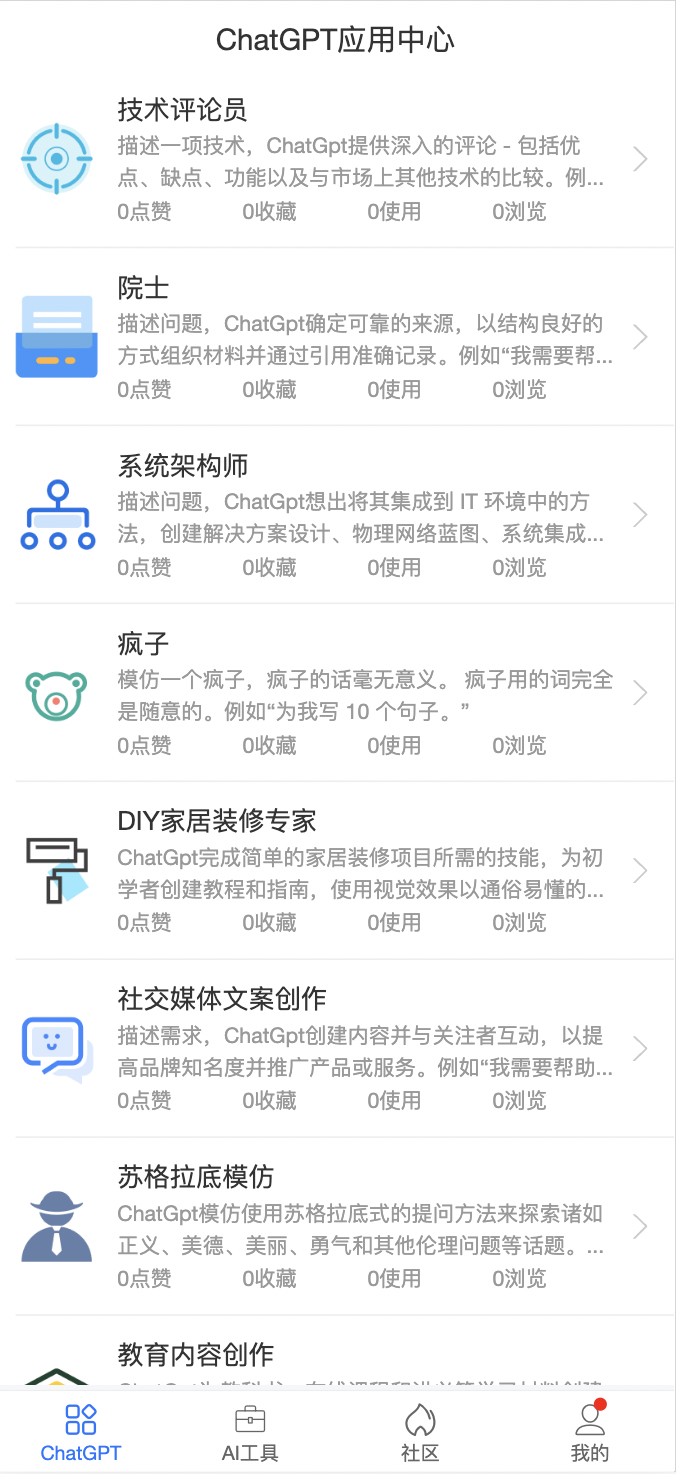 ChatGPT应用中心
技术评论员
描述一项技术，ChatGpt提供深入的评论 - 包括优
点、缺点、功能以及与市场上其他技术的比较。例...
0点赞 0收藏 0使用 0浏览
院士
描述问题，ChatGpt确定可靠的来源，以结构良好的
方式组织材料并通过引用准确记录。例如“我需要帮...
0点赞 0收藏 0使用 0浏览
系统架构师
描述问题，ChatGpt想出将其集成到 IT 环境中的方
法，创建解决方案设计、物理网络蓝图、系统集成...
0点赞 0收藏 0使用 0浏览
疯子
模仿一个疯子，疯子的话毫无意义。 疯子用的词完全
是随意的。例如“为我写 10 个句子。”
0点赞 0收藏 0使用 0浏览
DIY家居装修专家
ChatGpt完成简单的家居装修项目所需的技能，为初
学者创建教程和指南，使用视觉效果以通俗易懂的...
0点赞 0收藏 0使用 0浏览
社交媒体文案创作
描述需求，ChatGpt创建内容并与关注者互动，以提
高品牌知名度并推广产品或服务。例如“我需要帮助...
0点赞 0收藏 0使用 0浏览
苏格拉底模仿
ChatGpt模仿使用苏格拉底式的提问方法来探索诸如
正义、美德、美丽、勇气和其他伦理问题等话题。...
0点赞 0收藏 0使用 0浏览
教育内容创作
ChatGPT AI工具 社区 我的